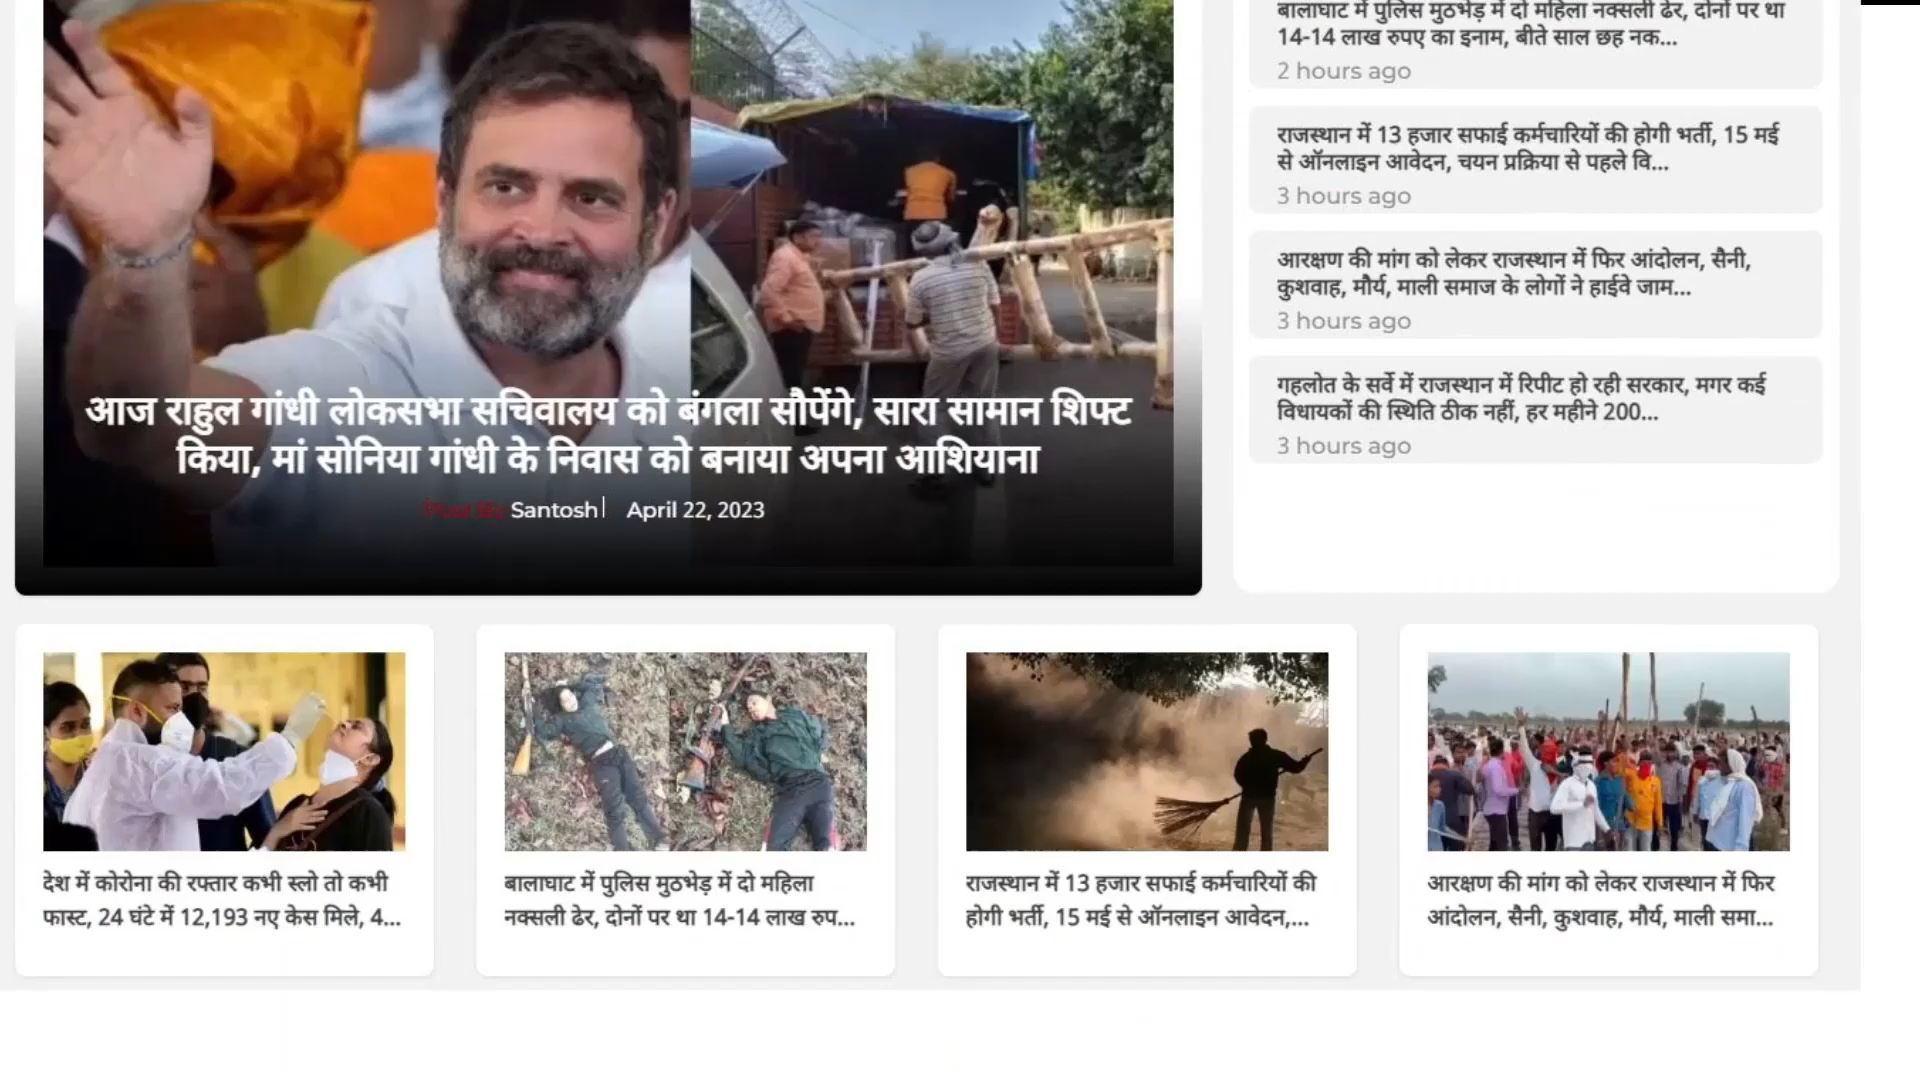 आज राहुल गांधी लोकसभा सचिवालय को बंगला सौपेंगे, सारा सामान शिफ्ट
किया, मां सोनिया गांधी के निवास को बनाया अपना आशियाना
Post By Santosh | April 22, 2023
बालाघाट में पुलिस मुठभेड़ में दो महिला नक्सली ढेर, दोनों पर था
14-14 लाख रुपए का इनाम, बीते साल छह नक...
2 hours ago
राजस्थान में 13 हजार सफाई कर्मचारियों की होगी भर्ती, 15 मई
से ऑनलाइन आवेदन, चयन प्रक्रिया से पहले वि...
3 hours ago
आरक्षण की मांग को लेकर राजस्थान में फिर आंदोलन, सैनी,
कुशवाह, मौर्य, माली समाज के लोगों ने हाईवे जाम...
3 hours ago
गहलोत के सर्वे में राजस्थान में रिपीट हो रही सरकार, मगर कई
विधायकों की स्थिति ठीक नहीं, हर महीने 200...
3 hours ago
देश में कोरोना की रफ्तार कभी स्लो तो कभी
फास्ट, 24 घंटे में 12,193 नए केस मिले, 4...
बालाघाट में पुलिस मुठभेड़ में दो महिला
नक्सली ढेर, दोनों पर था 14-14 लाख रुप...
राजस्थान में 13 हजार सफाई कर्मचारियों की
होगी भर्ती, 15 मई से ऑनलाइन आवेदन,...
आरक्षण की मांग को लेकर राजस्थान में फिर
आंदोलन, सैनी, कुशवाह, मौर्य, माली समा...